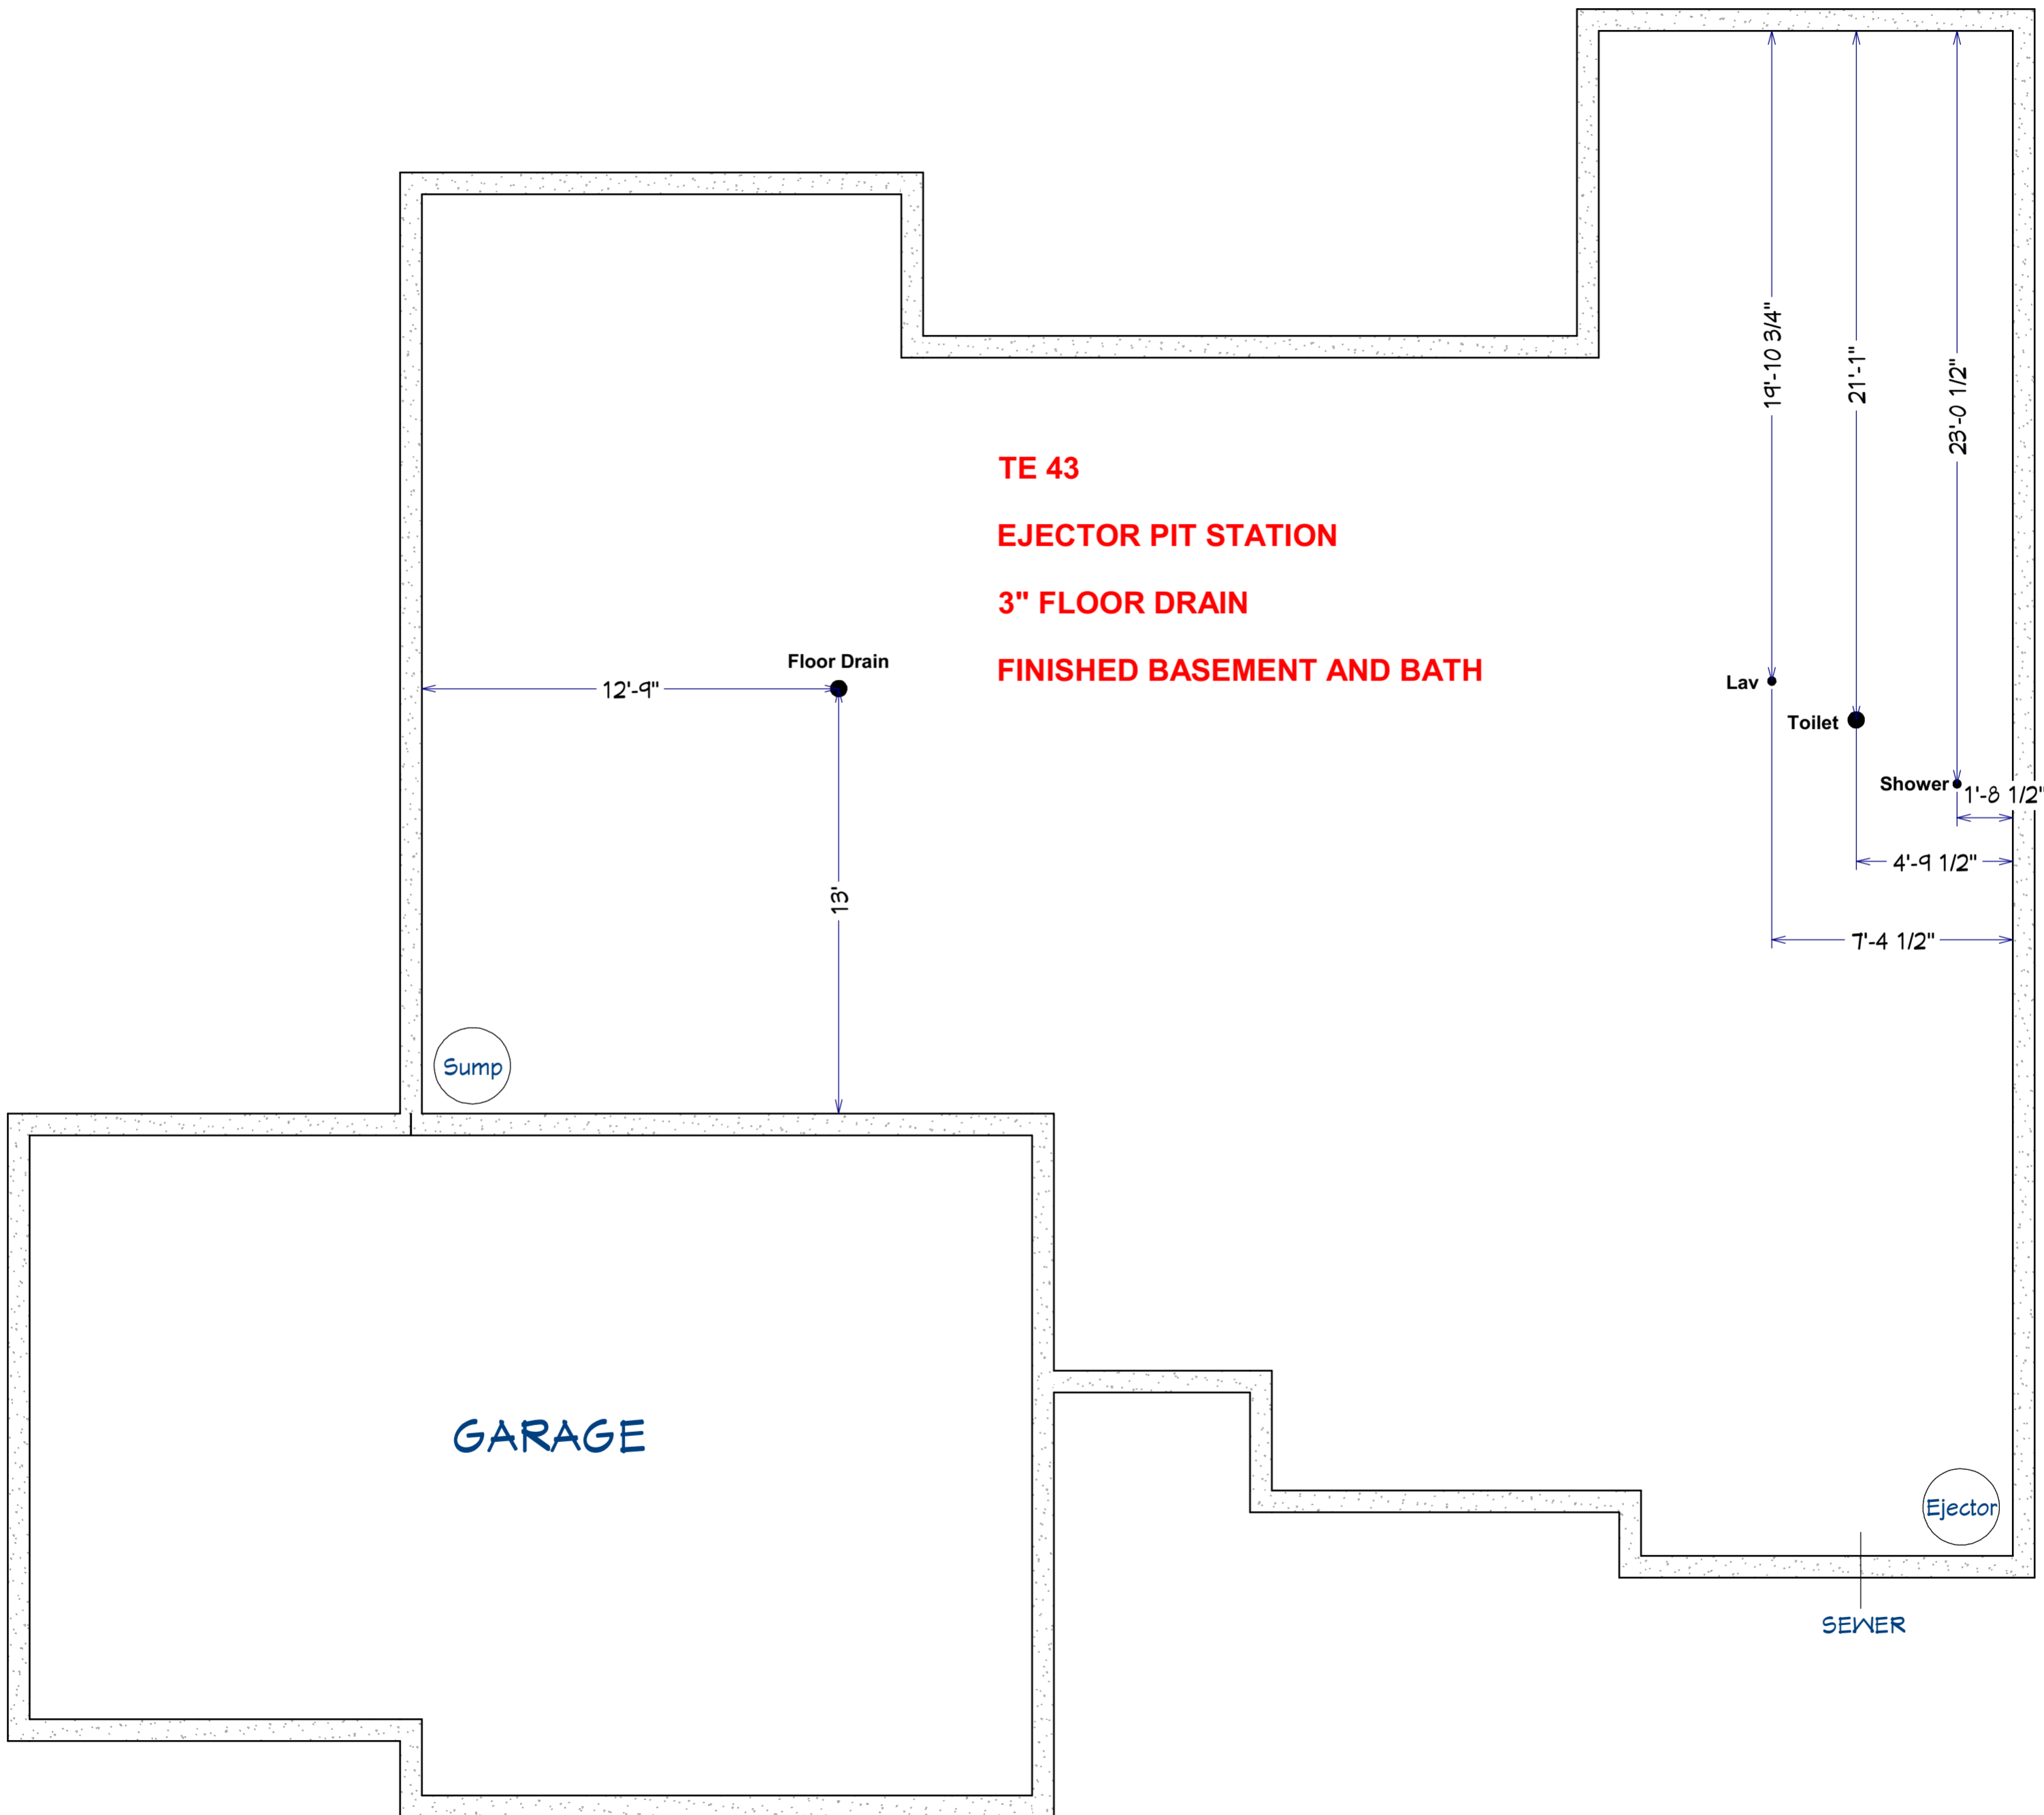 19'-10 3/4"
21'-1"
23'-0 1/2"
TE 43
EJECTOR PIT STATION
3" FLOOR DRAIN
FINISHED BASEMENT AND BATH
Floor Drain
12'-9"
Lav
Toilet
Shower
1'-8 1/2"
4'-9 1/2"
13'
7'-4 1/2"
Sump
GARAGE
Ejector
SEWER